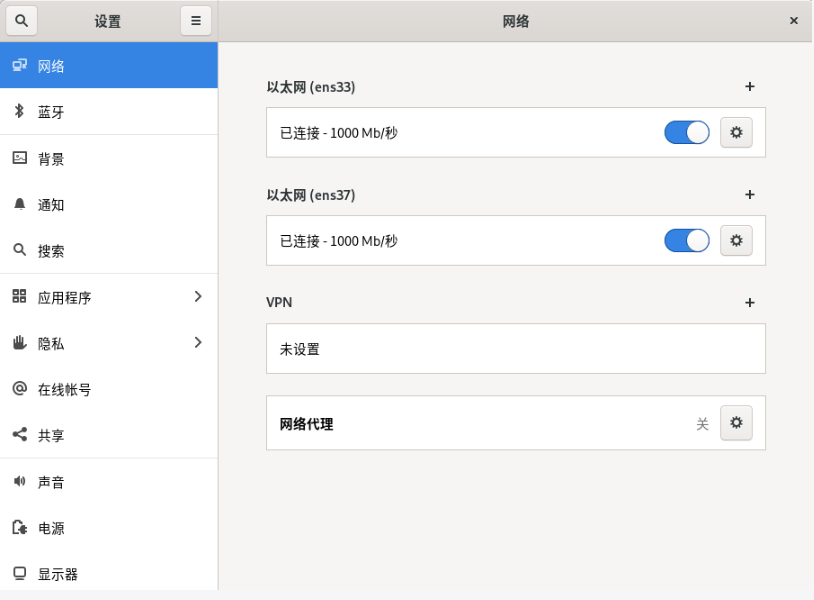 设置
网络
网络
蓝牙
背景
通知
搜索
应用程序
隐私
在线帐号
共享
声音
电源
显示器
以太网 (ens33)
已连接 - 1000 Mb/秒
以太网 (ens37)
已连接 - 1000 Mb/秒
VPN
未设置
网络代理
关